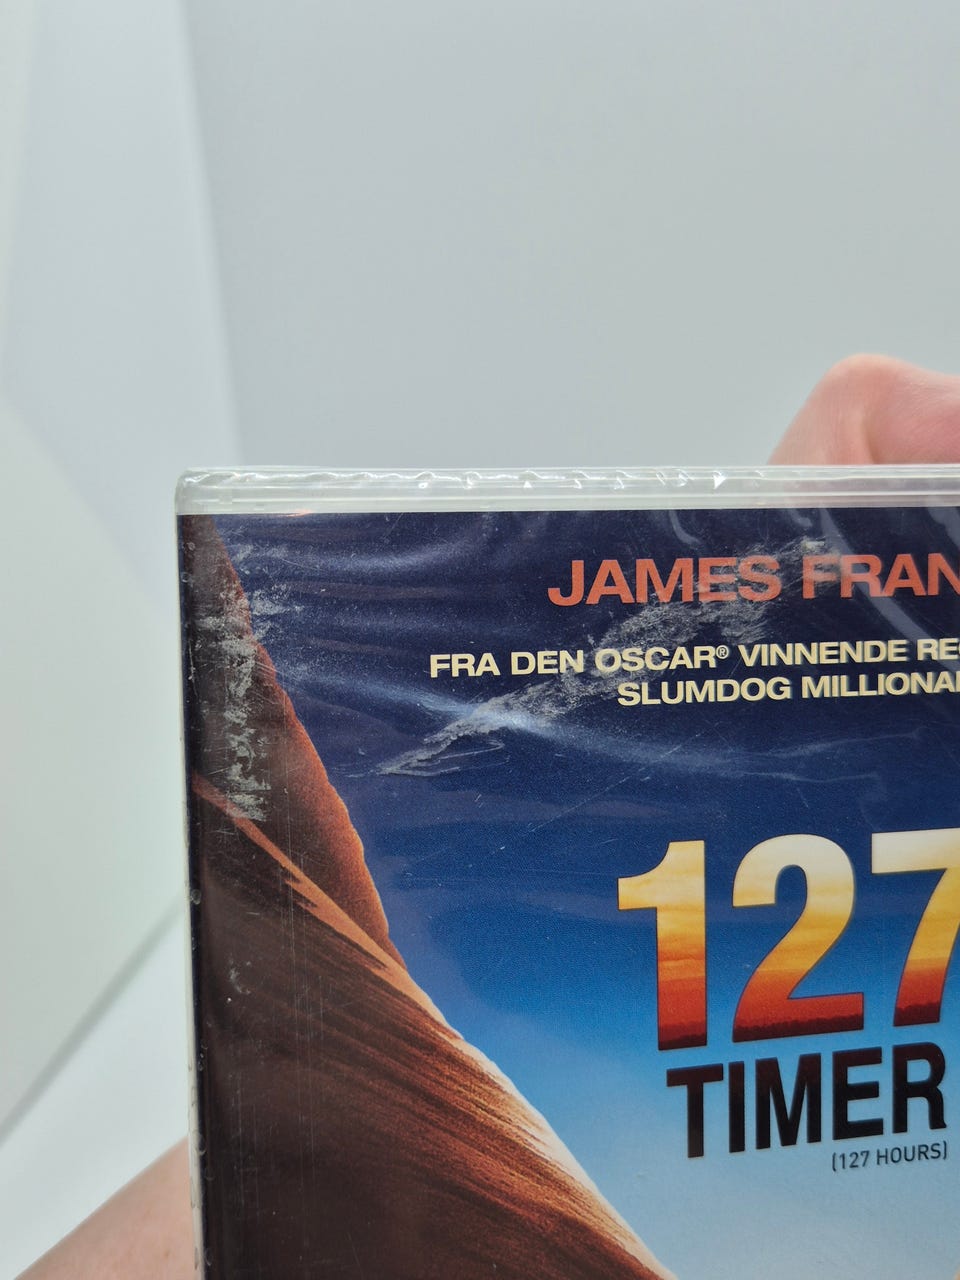 JAMES FRAN
FRA DEN OSCAR® VINNENDE RE
SLUMDOG MILLIONA
127
TIMER
(127 HOURS)